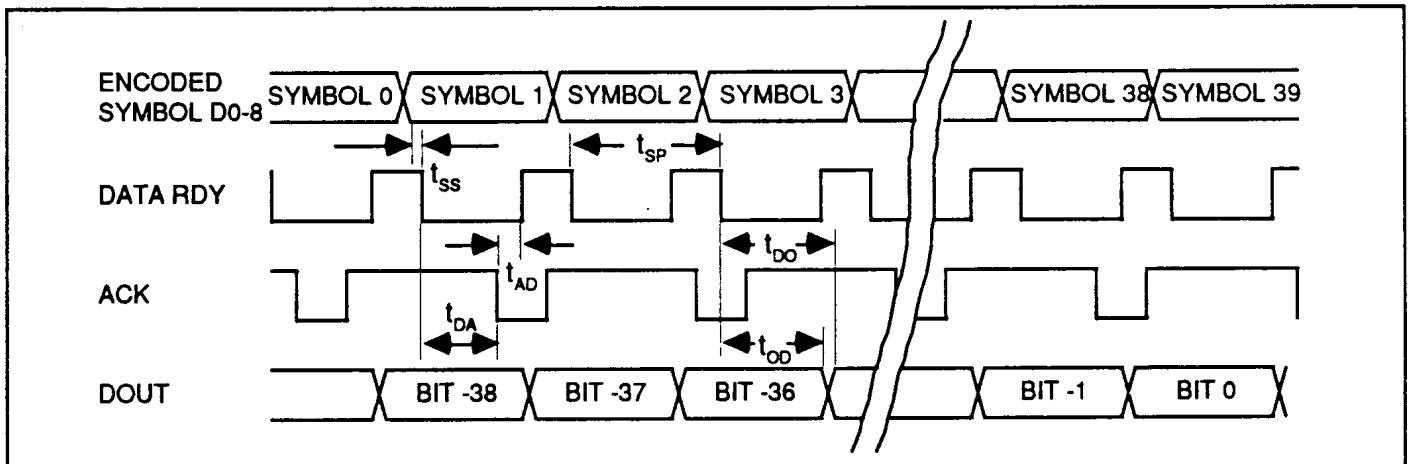 ENCODED
SYMBOL D0-8
SYMBOL 0 SYMBOL 1 SYMBOL 2 SYMBOL 3 SYMBOL 38 SYMBOL 39
tSP
tSS
DATA RDY
tDO
tAD
ACK
tDA
tOD
DOUT
BIT -38 BIT -37 BIT -36 BIT -1 BIT 0